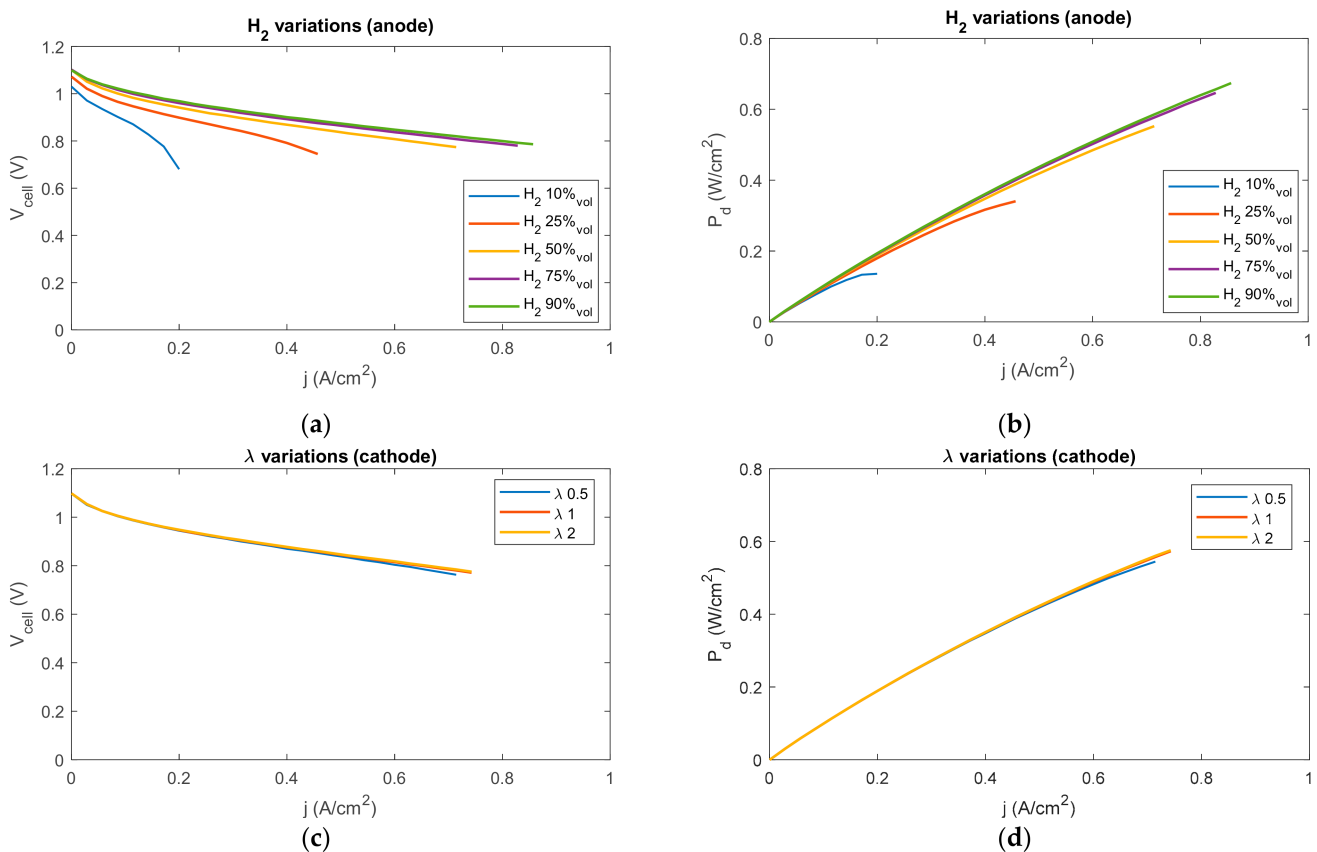 H2 variations (anode)
1.2
1
0.8
0.6
0.4
0.2
0
Vcell (V)
H2 10%vol
H2 25%vol
H2 50%vol
H2 75%vol
H2 90%vol
0 0.2 0.4 0.6 0.8 1
j (A/cm2)
(a)
H2 variations (anode)
0.8
0.6
0.4
0.2
0
Pd (W/cm2)
H2 10%vol
H2 25%vol
H2 50%vol
H2 75%vol
H2 90%vol
0 0.2 0.4 0.6 0.8 1
j (A/cm2)
(b)
λ variations (cathode)
1.2
1
0.8
0.6
0.4
0.2
0
Vcell (V)
λ 0.5
λ 1
λ 2
0 0.2 0.4 0.6 0.8 1
j (A/cm2)
(c)
λ variations (cathode)
0.8
0.6
0.4
0.2
0
Pd (W/cm2)
λ 0.5
λ 1
λ 2
0 0.2 0.4 0.6 0.8 1
j (A/cm2)
(d)